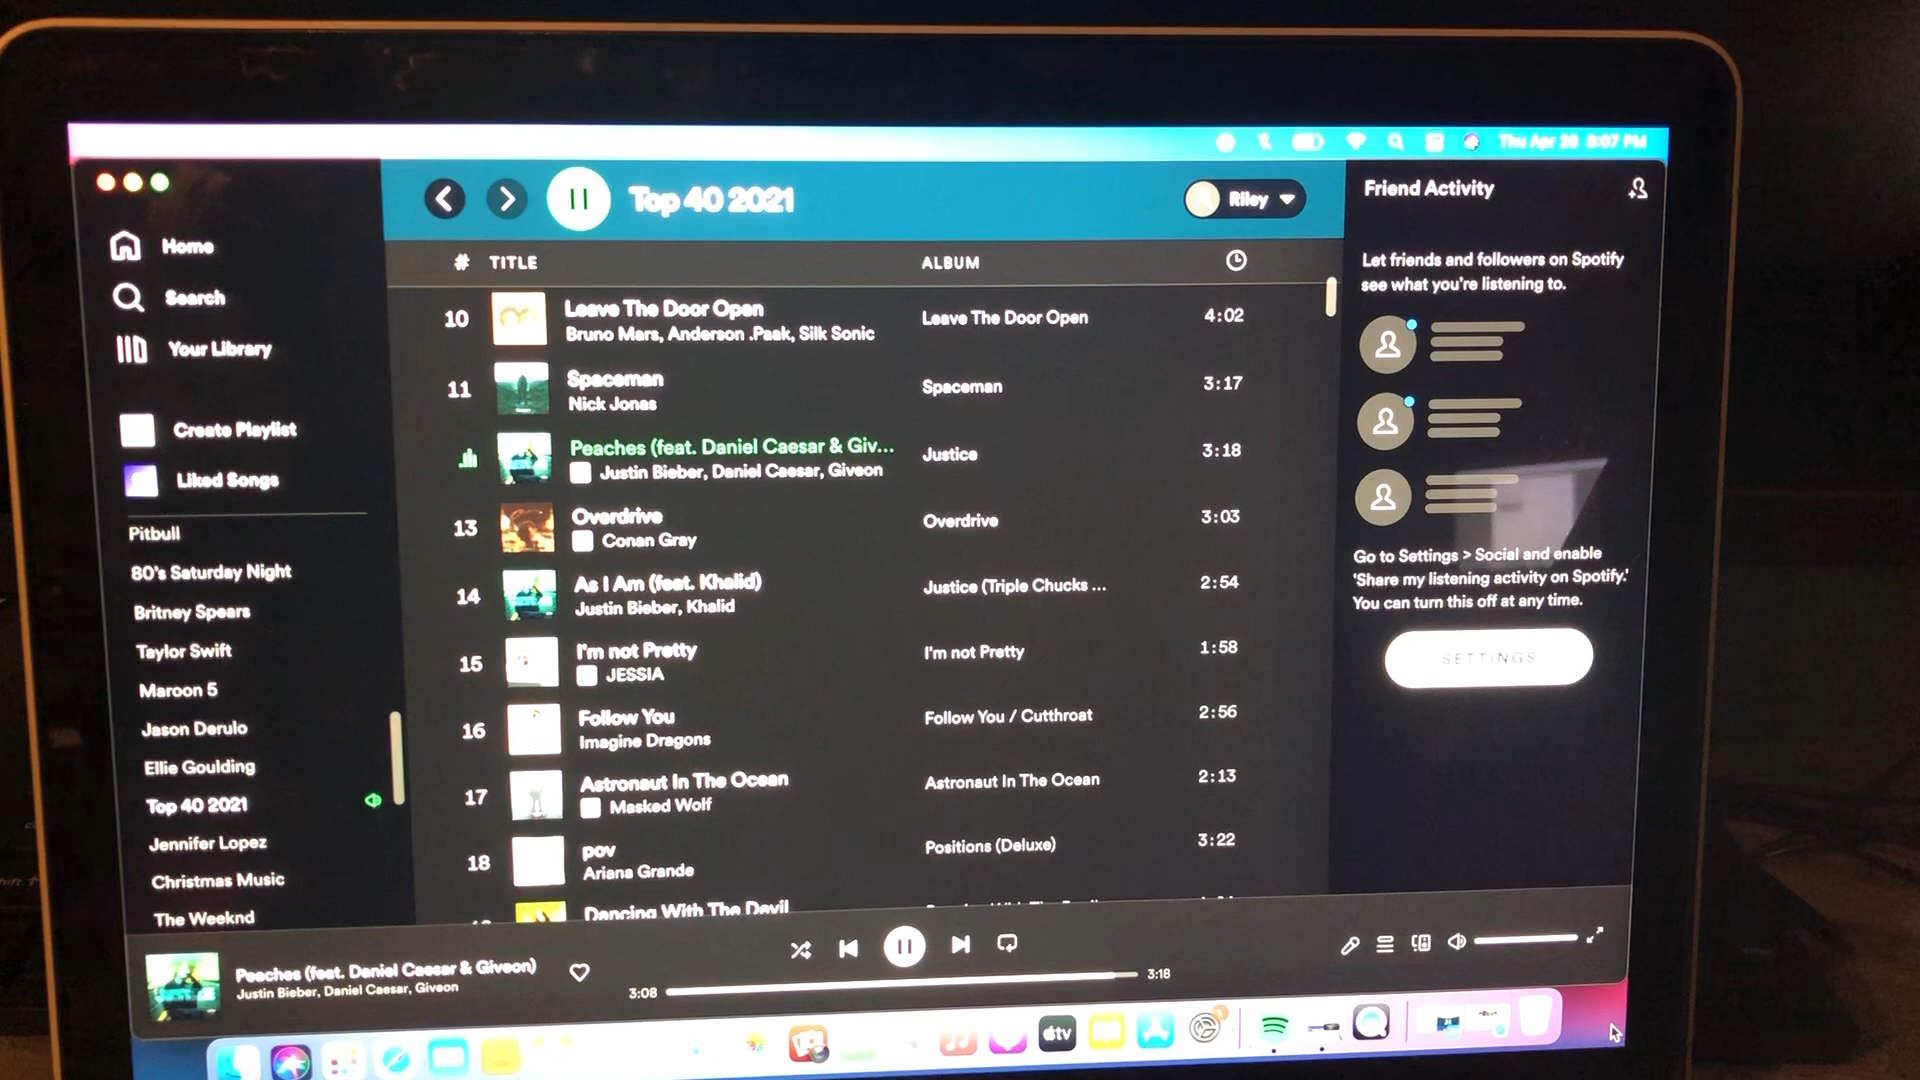 Thu Apr 8:07 PM
Home
Search
Your Library
Create Playlist
Liked Songs
Pitbull
80's Saturday Night
Britney Spears
Taylor Swift
Maroon 5
Jason Derulo
Ellie Goulding
Top 40 2021
Jennifer Lopez
Christmas Music
The Weeknd
Top 40 2021
Riley
# TITLE ALBUM
10 Leave The Door Open Leave The Door Open 4:02
Bruno Mars, Anderson .Paak, Silk Sonic
11 Spaceman Spaceman 3:17
Nick Jonas
Peaches (feat. Daniel Caesar & Giv... Justice 3:18
Justin Bieber, Daniel Caesar, Giveon
13 Overdrive Overdrive 3:03
Conan Gray
14 As I Am (feat. Khalid) Justice (Triple Chucks ... 2:54
Justin Bieber, Khalid
15 I'm not Pretty I'm not Pretty 1:58
JESSIA
16 Follow You Follow You / Cutthroat 2:56
Imagine Dragons
17 Astronaut In The Ocean Astronaut In The Ocean 2:13
Masked Wolf
18 pov Positions (Deluxe) 3:22
Ariana Grande
Dancing With The Devil
Friend Activity
Let friends and followers on Spotify
see what you're listening to.
Go to Settings > Social and enable
'Share my listening activity on Spotify.'
You can turn this off at any time.
SETTINGS
Peaches (feat. Daniel Caesar & Giveon)
Justin Bieber, Daniel Caesar, Giveon
3:08
3:18
tv